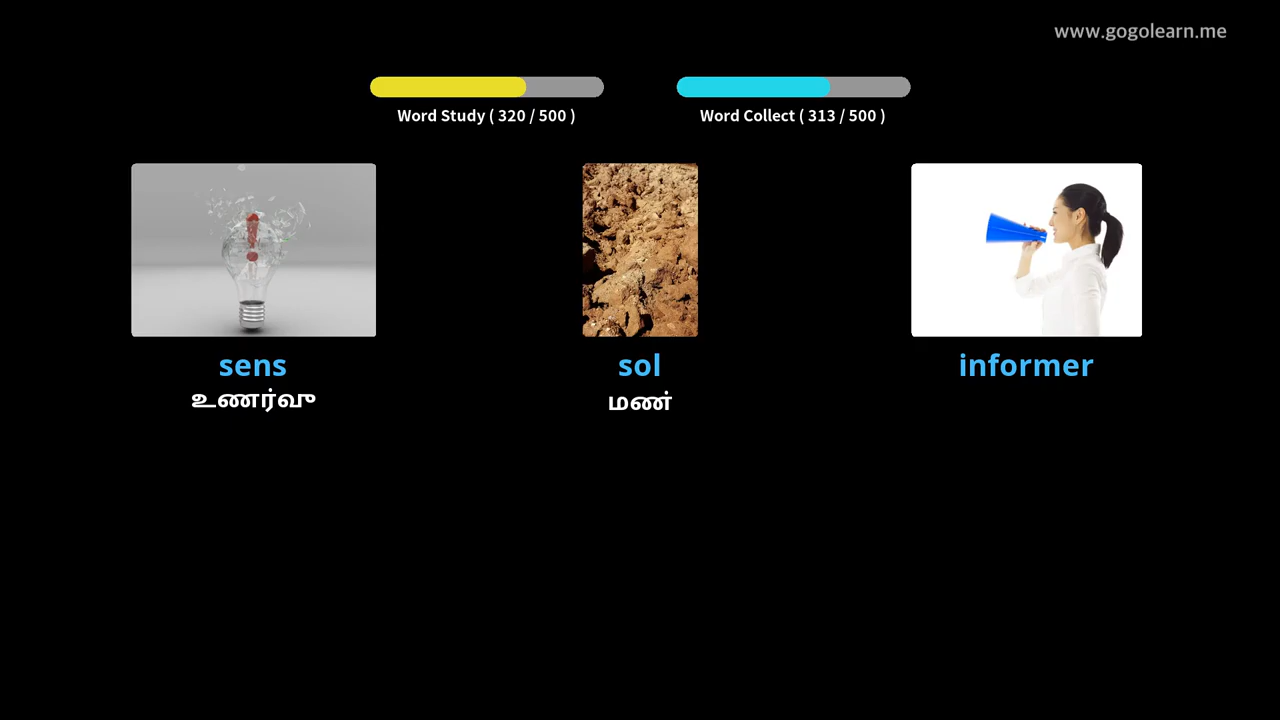 www.gogolearn.me
Word Study ( 320 / 500 )
Word Collect ( 313 / 500 )
sens
உணர்வு
sol
மண்
informer